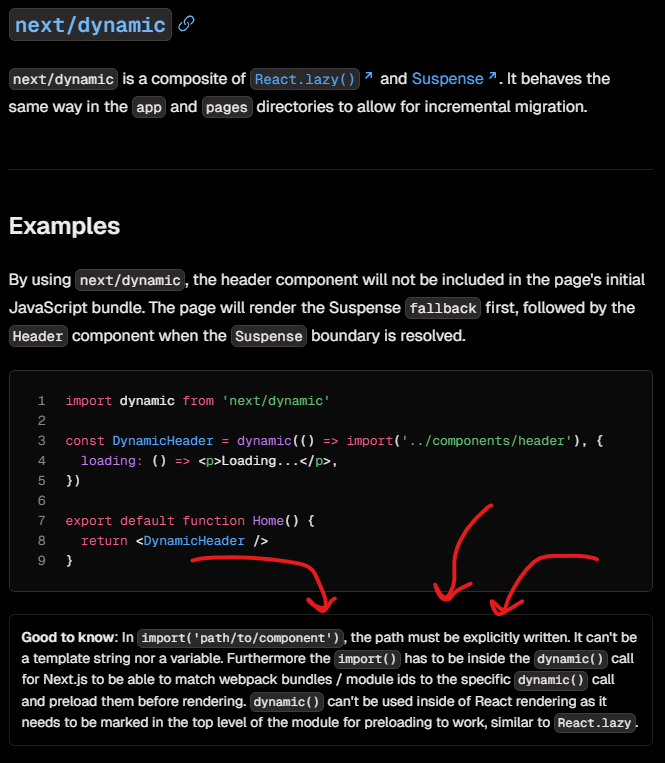 next/dynamic
next/dynamic is a composite of React.lazy() and Suspense. It behaves the
same way in the app and pages directories to allow for incremental migration.
Examples
By using next/dynamic, the header component will not be included in the page's initial
JavaScript bundle. The page will render the Suspense fallback first, followed by the
Header component when the Suspense boundary is resolved.
1 import dynamic from 'next/dynamic'
2
3 const DynamicHeader = dynamic(() => import('../components/header'), {
4   loading: () => <p>Loading...</p>,
5 })
6
7 export default function Home() {
8   return <DynamicHeader />
9 }
Good to know: In import('path/to/component'), the path must be explicitly written. It can't be
a template string nor a variable. Furthermore the import() has to be inside the dynamic() call
for Next.js to be able to match webpack bundles / module ids to the specific dynamic() call
and preload them before rendering. dynamic() can't be used inside of React rendering as it
needs to be marked in the top level of the module for preloading to work, similar to React.lazy.